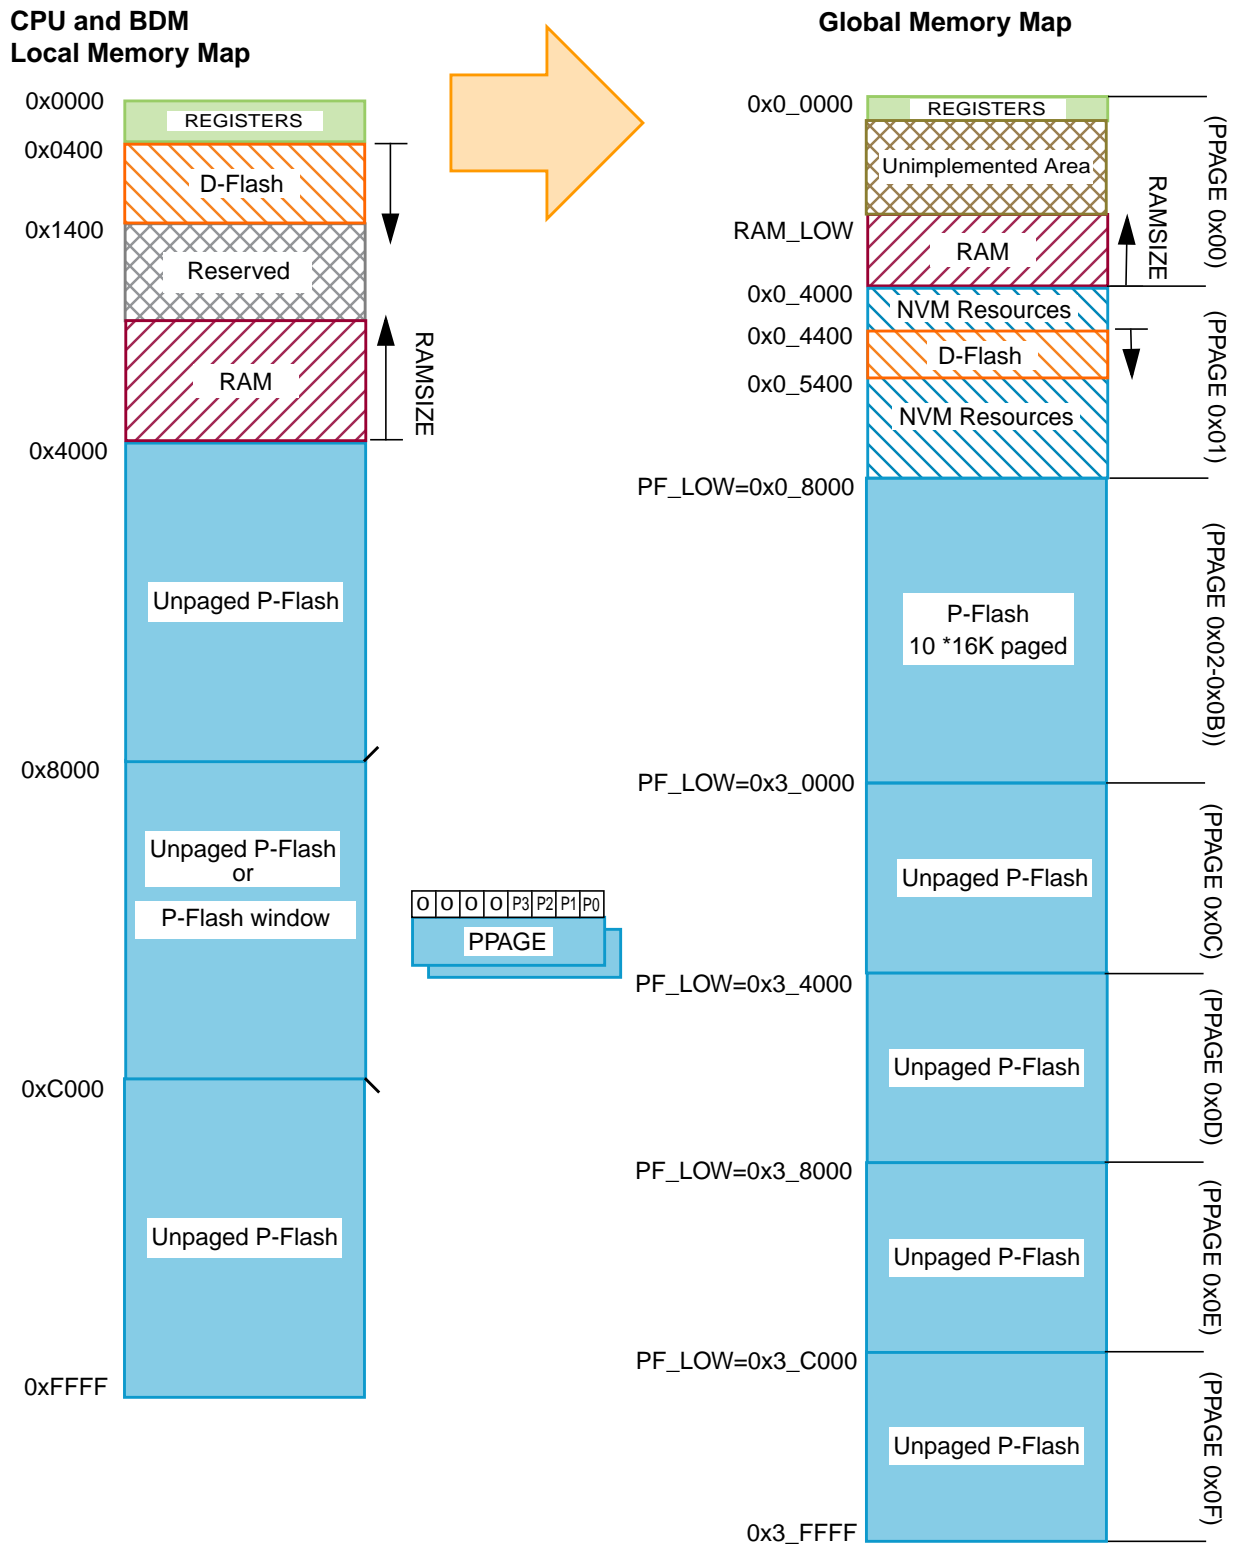 CPU and BDM
Local Memory Map
0x0000
REGISTERS
0x0400
D-Flash
0x1400
Reserved
RAM
RAMSIZE
0x4000
Unpaged P-Flash
0x8000
Unpaged P-Flash
or
P-Flash window
0xC000
Unpaged P-Flash
0xFFFF
0 0 0 0 P3 P2 P1 P0
PPAGE
Global Memory Map
0x0_0000
REGISTERS
Unimplemented Area
RAM_LOW
RAM
RAMSIZE
(PPAGE 0x00)
0x0_4000
NVM Resources
0x0_4400
D-Flash
0x0_5400
NVM Resources
(PPAGE 0x01)
PF_LOW=0x0_8000
P-Flash
10 *16K paged
(PPAGE 0x02-0x0B))
PF_LOW=0x3_0000
Unpaged P-Flash
(PPAGE 0x0C)
PF_LOW=0x3_4000
Unpaged P-Flash
(PPAGE 0x0D)
PF_LOW=0x3_8000
Unpaged P-Flash
(PPAGE 0x0E)
PF_LOW=0x3_C000
Unpaged P-Flash
(PPAGE 0x0F)
0x3_FFFF